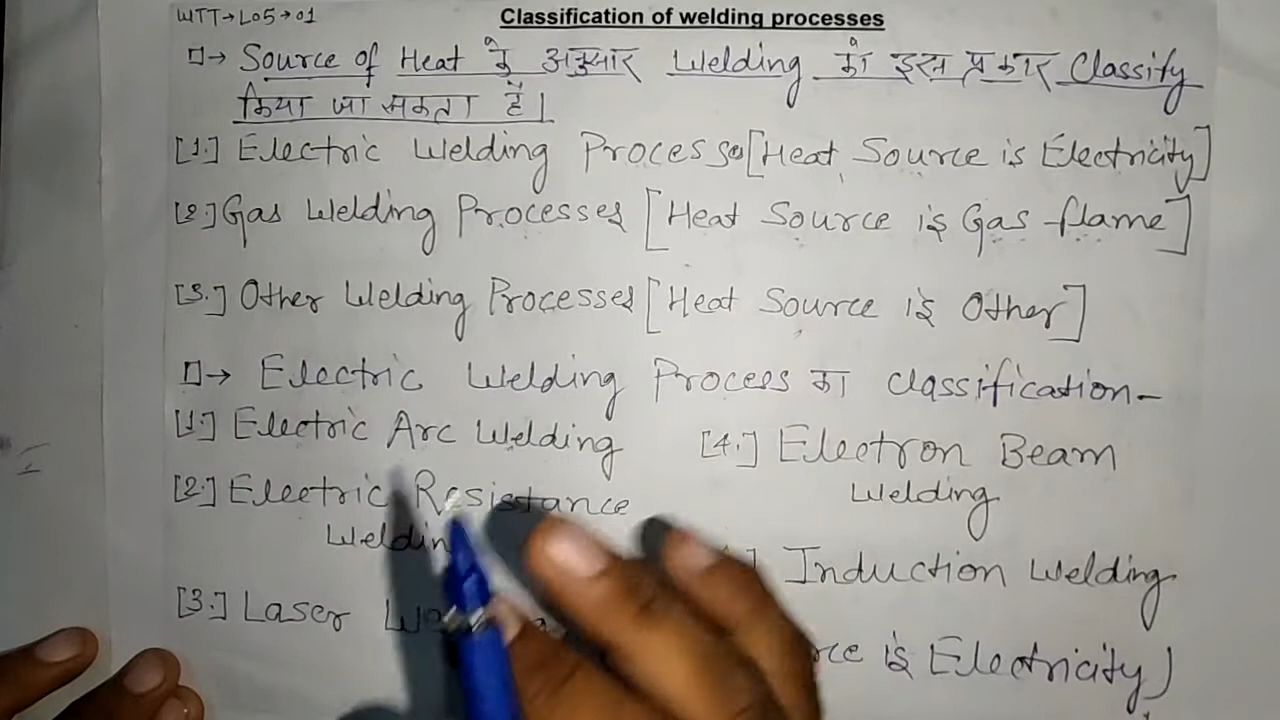 WTT→L05→01
Classification of welding processes
□→ Source of Heat के अनुसार Welding को इस प्रकार Classify
किया जा सकता है।
[1.] Electric Welding Processes [Heat Source is Electricity]
[2.] Gas Welding Processes [Heat Source is Gas-flame]
[3.] Other Welding Processes [Heat Source is Other]
□→ Electric Welding Process का classification-
[1.] Electric Arc Welding
[2.] Electric Resistance
Welding
[3.] Laser
[4.] Electron Beam
Welding
Induction Welding
is Electricity)